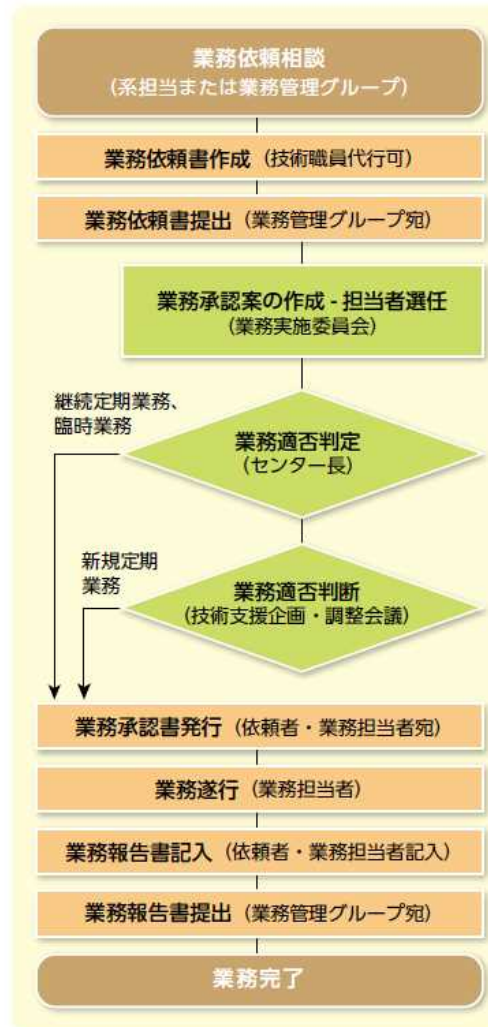 業務依頼相談
(系担当または業務管理グループ)
業務依頼書作成（技術職員代行可）
業務依頼書提出（業務管理グループ宛）
業務承認案の作成 - 担当者選任
（業務実施委員会）
継続定期業務、
臨時業務
業務適否判定
（センター長）
新規定期
業務
業務適否判断
（技術支援企画・調整会議）
業務承認書発行（依頼者・業務担当者宛）
業務遂行（業務担当者）
業務報告書記入（依頼者・業務担当者記入）
業務報告書提出（業務管理グループ宛）
業務完了